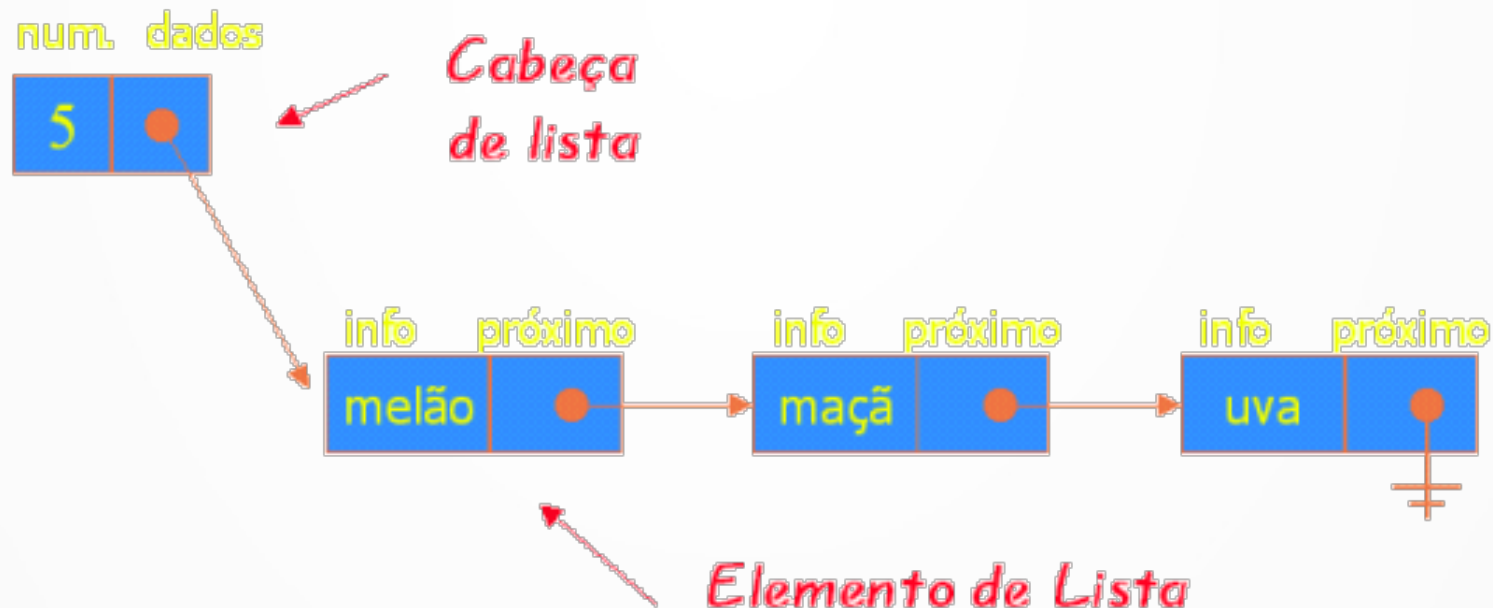 num. dados
5
Cabeça
de lista
info próximo
melão
info próximo
maçã
info próximo
uva
Elemento de Lista